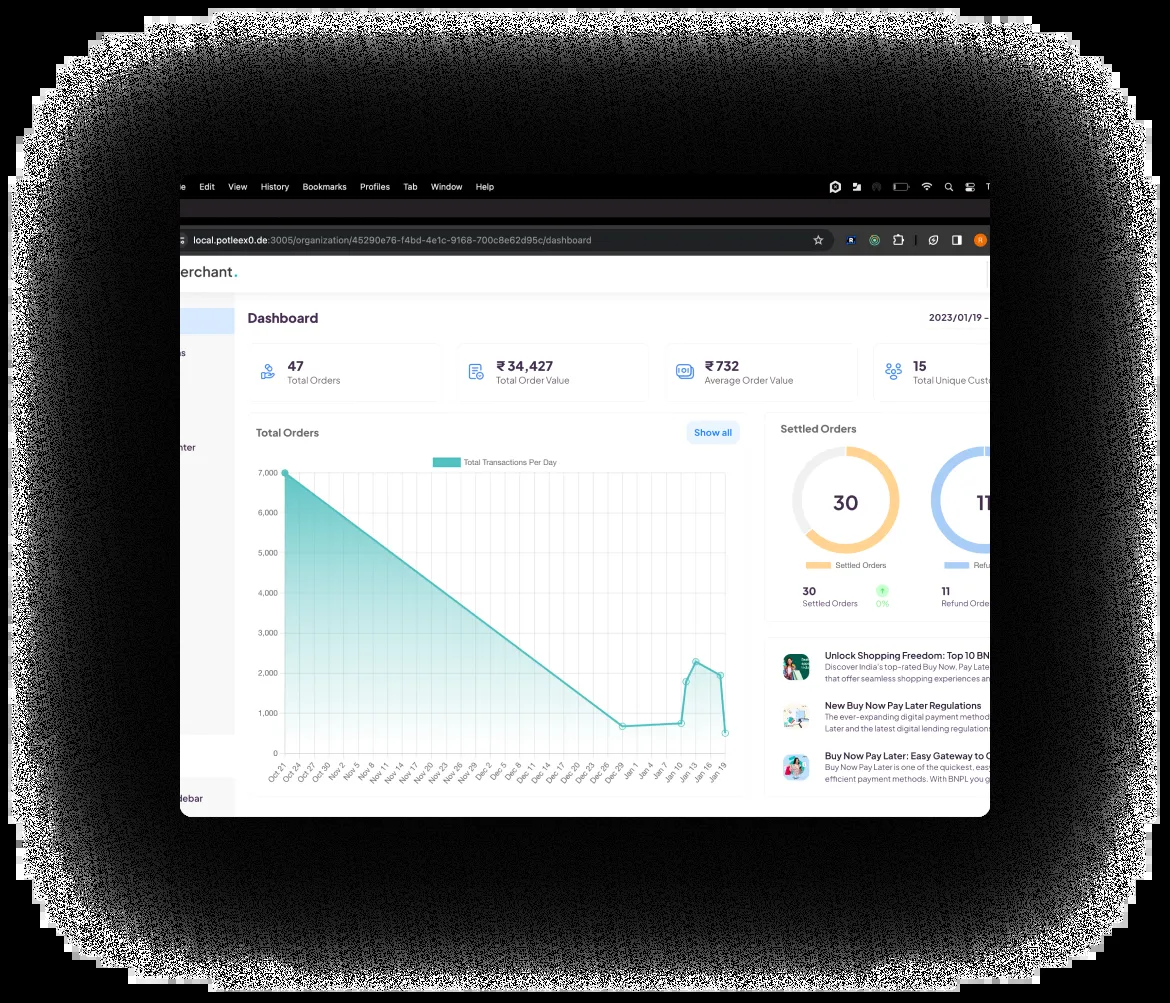 Edit View History Bookmarks Profiles Tab Window Help
local.potleex0.de:3005/organization/45290e76-f4bd-4e1c-9168-700c8e62d95c/dashboard
R
R
erchant.
Dashboard
2023/01/19 -
47
Total Orders
₹ 34,427
Total Order Value
₹ 732
Average Order Value
15
Total Unique Custo
s
nter
debar
Total Orders
Show all
Total Transactions Per Day
7,000
6,000
5,000
4,000
3,000
2,000
1,000
0
Oct 21 Oct 24 Oct 27 Oct 30 Nov 2 Nov 5 Nov 8 Nov 11 Nov 14 Nov 17 Nov 20 Nov 23 Nov 26 Nov 29 Dec 2 Dec 5 Dec 8 Dec 11 Dec 14 Dec 17 Dec 20 Dec 23 Dec 26 Dec 29 Jan 1 Jan 4 Jan 7 Jan 10 Jan 13 Jan 16 Jan 19
Settled Orders
30
11
Settled Orders
Refu
30
Settled Orders
0%
11
Refund Orde
Unlock Shopping Freedom: Top 10 BN
Discover India's top-rated Buy Now, Pay Late
that offer seamless shopping experiences an
New Buy Now Pay Later Regulations
The ever-expanding digital payment method
Later and the latest digital lending regulations
Buy Now Pay Later: Easy Gateway to
Buy Now Pay Later is one of the quickest, easy
efficient payment methods. With BNPL you g